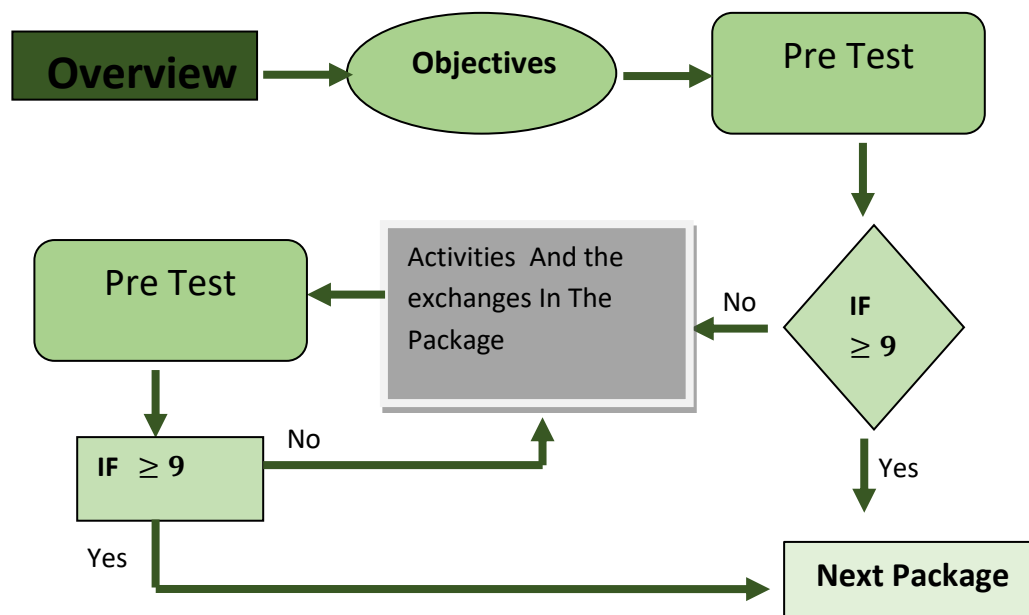 Overview
Objectives
Pre Test
IF
≥ 9
No
Yes
Activities And the
exchanges In The
Package
Pre Test
IF ≥ 9
No
Yes
Next Package